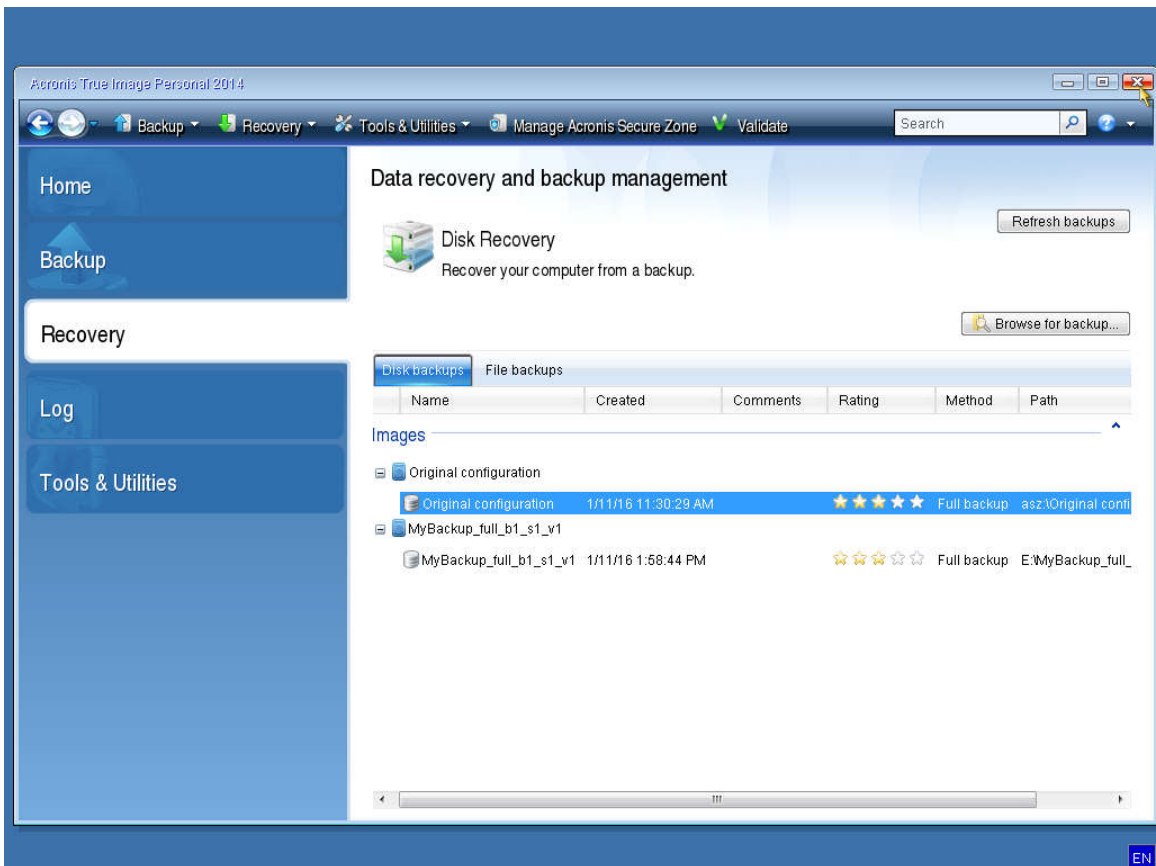 Acronis True Image Personal 2014
Backup Recovery Tools & Utilities Manage Acronis Secure Zone Validate Search
Home
Backup
Recovery
Log
Tools & Utilities
Data recovery and backup management
Refresh backups
Disk Recovery
Recover your computer from a backup.
Browse for backup...
Disk backups File backups
Name Created Comments Rating Method Path
Images
Original configuration
Original configuration 1/11/16 11:30:29 AM Full backup asz:\Original confi
MyBackup_full_b1_s1_v1
MyBackup_full_b1_s1_v1 1/11/16 1:58:44 PM Full backup E:\MyBackup_full_
EN